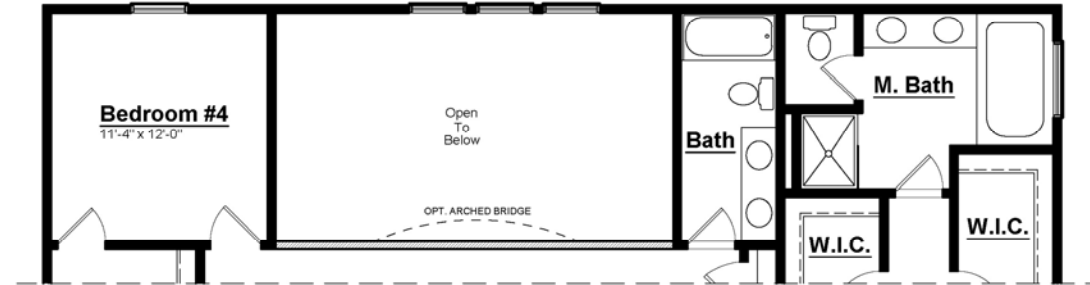 Bedroom #4
11'-4" x 12'-0"
Open
To
Below
OPT. ARCHED BRIDGE
Bath
M. Bath
W.I.C.
W.I.C.